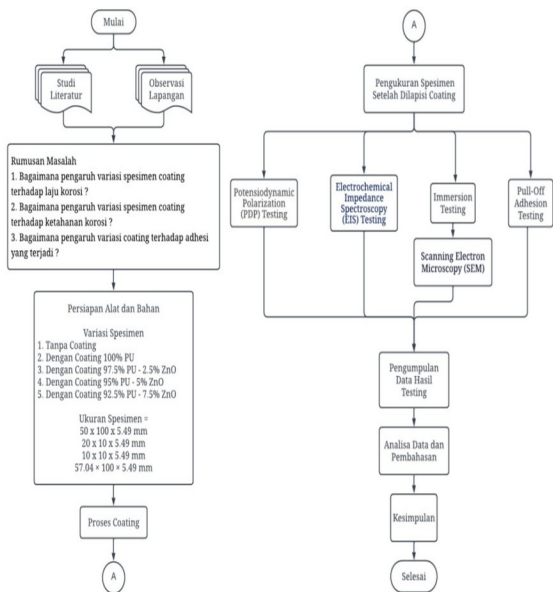 Mulai
Studi
Literatur
Observasi
Lapangan
Rumusan Masalah
1. Bagaimana pengaruh variasi spesimen coating
terhadap laju korosi ?
2. Bagaimana pengaruh variasi spesimen coating
terhadap ketahanan korosi ?
3. Bagaimana pengaruh variasi coating terhadap adhesi
yang terjadi ?
Persiapan Alat dan Bahan
Variasi Spesimen
1. Tanpa Coating
2. Dengan Coating 100% PU
3. Dengan Coating 97.5% PU - 2.5% ZnO
4. Dengan Coating 95% PU - 5% ZnO
5. Dengan Coating 92.5% PU - 7.5% ZnO
Ukuran Spesimen =
50 x 100 x 5.49 mm
20 x 10 x 5.49 mm
10 x 10 x 5.49 mm
57.04 × 100 × 5.49 mm
Proses Coating
A
A
Pengukuran Spesimen
Setelah Dilapisi Coating
Potensiodynamic
Polarization
(PDP) Testing
Electrochemical
Impedance
Spectroscopy
(EIS) Testing
Immersion
Testing
Pull-Off
Adhesion
Testing
Scanning Electron
Microscopy (SEM)
Pengumpulan
Data Hasil
Testing
Analisa Data dan
Pembahasan
Kesimpulan
Selesai